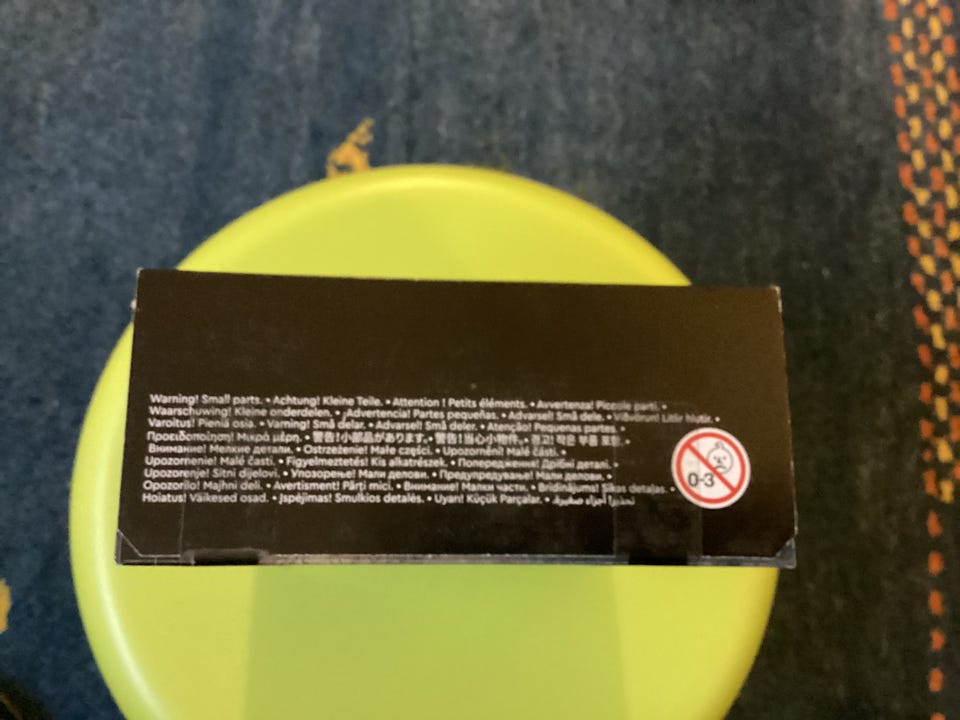 Warning! Small parts. • Achtung! Kleine Teile. • Attention ! Petits éléments. • Avvertenza! Piccole parti. •
Waarschuwing! Kleine onderdelen. • ¡Advertencia! Partes pequeñas. • Advarsel! Små dele. • Viðvörun! Litlir hlutir. •
Varoitus! Pieniä osia. • Varning! Små delar. • Advarsel! Små deler. • Atenção! Pequenas partes. •
Προειδοποίηση! Μικρά μέρη. • 警告!小部品があります。• 警告!当心小物件。• 경고! 작은 부품 포함. •
Внимание! Мелкие детали. • Ostrzeżenie! Małe części. • Upozornění! Malé části. •
Upozornenie! Malé časti. • Figyelmeztetés! Kis alkatrészek. • Попередження! Дрібні деталі. •
Upozorenje! Sitni dijelovi. • Упозорење! Мали делови. • Предупредување! Мали делови. •
Opozorilo! Majhni deli. • Avertisment! Părți mici. • Внимание! Малки части. • Brīdinājums! Sīkas detaļas. •
Hoiatus! Väikesed osad. • Įspėjimas! Smulkios detalės. • Uyarı! Küçük Parçalar. • تحذير! أجزاء صغيرة.
0-3